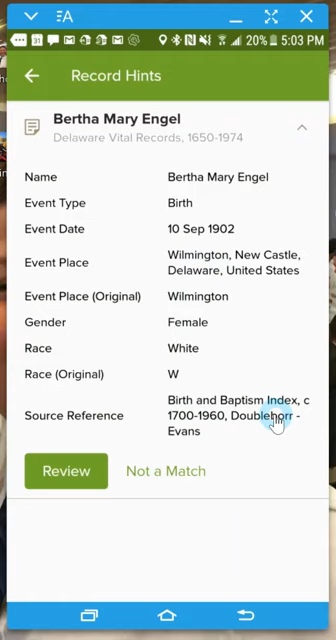 A
31
20% 5:03 PM
Record Hints
Bertha Mary Engel
Delaware Vital Records, 1650-1974
Name Bertha Mary Engel
Event Type Birth
Event Date 10 Sep 1902
Event Place Wilmington, New Castle,
Delaware, United States
Event Place (Original) Wilmington
Gender Female
Race White
Race (Original) W
Source Reference Birth and Baptism Index, c
1700-1960, Doublehorr -
Evans
Review Not a Match